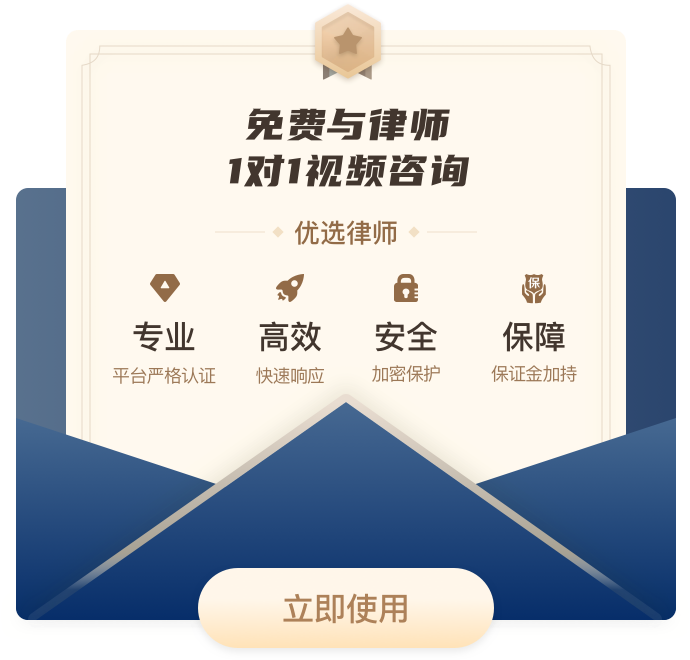 免费与律师
1对1视频咨询
优选律师
保
专业 高效 安全 保障
平台严格认证 快速响应 加密保护 保证金加持
立即使用